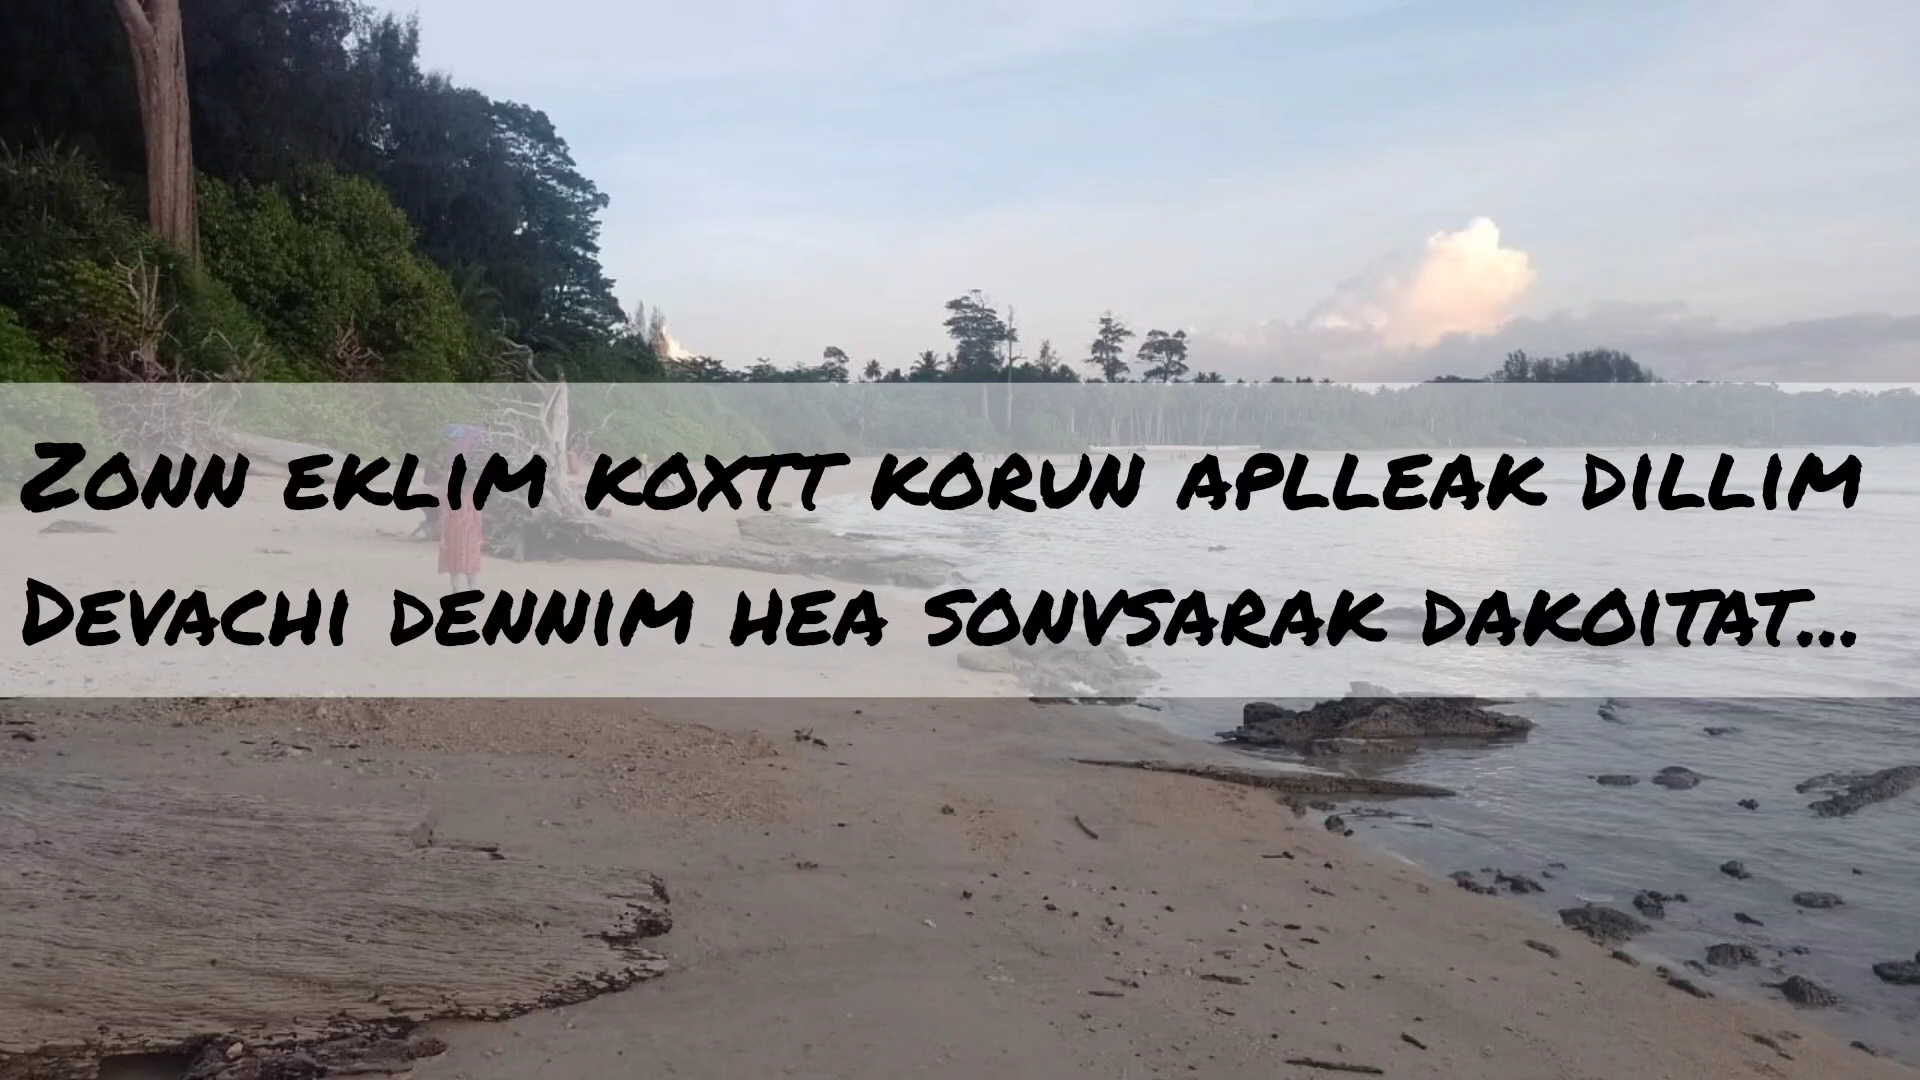 Zonn eklim koxtt korun aplleak dillim
Devachi dennim hea sonvsarak dakoitat...